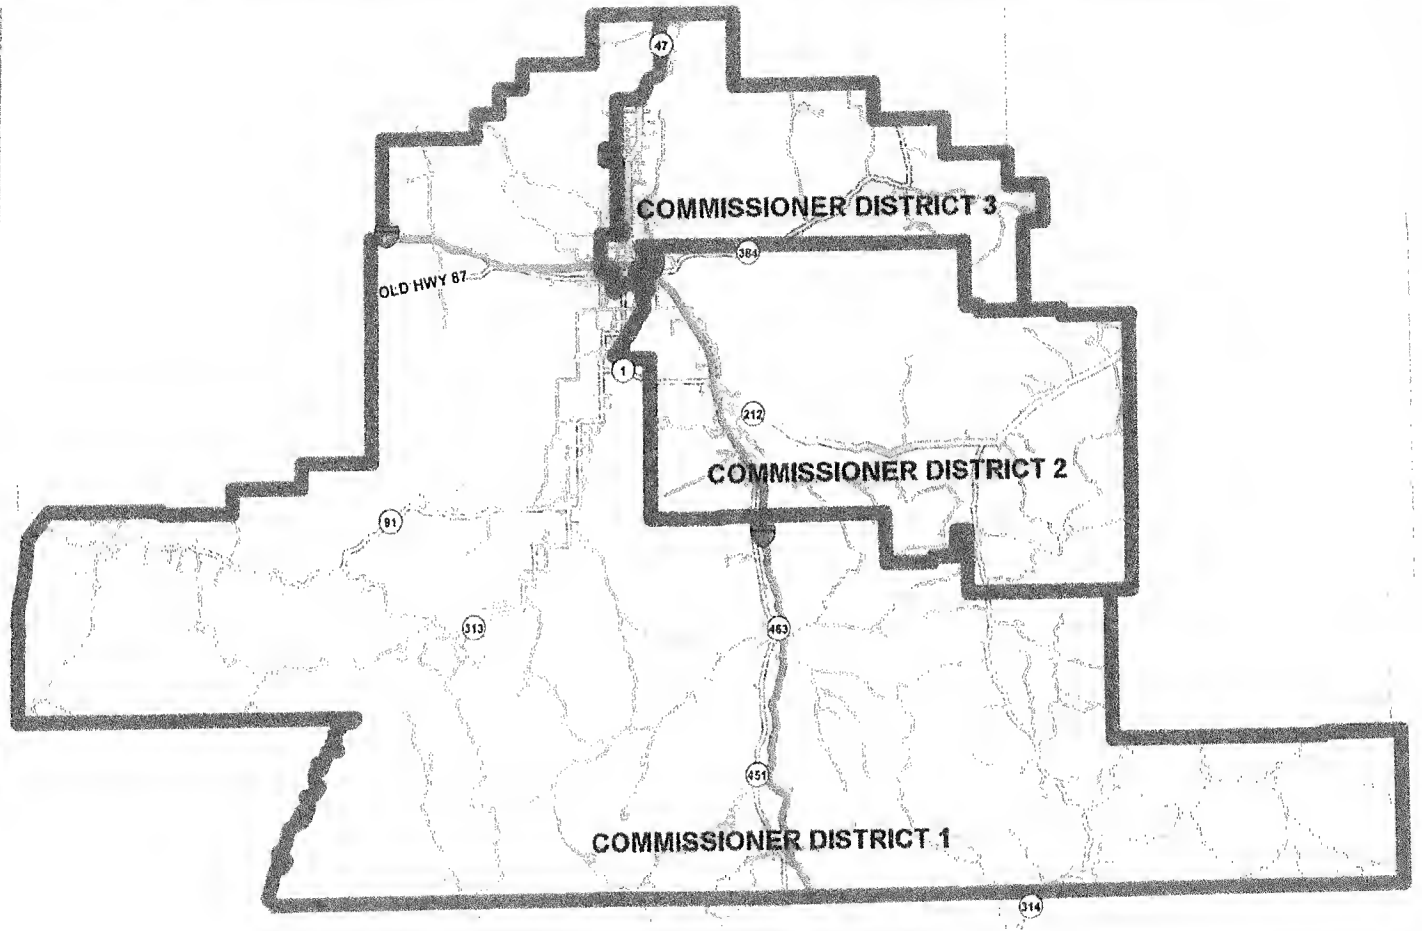 47
COMMISSIONER DISTRICT 3
384
OLD HWY 87
1
212
COMMISSIONER DISTRICT 2
91
313
463
451
COMMISSIONER DISTRICT 1
314